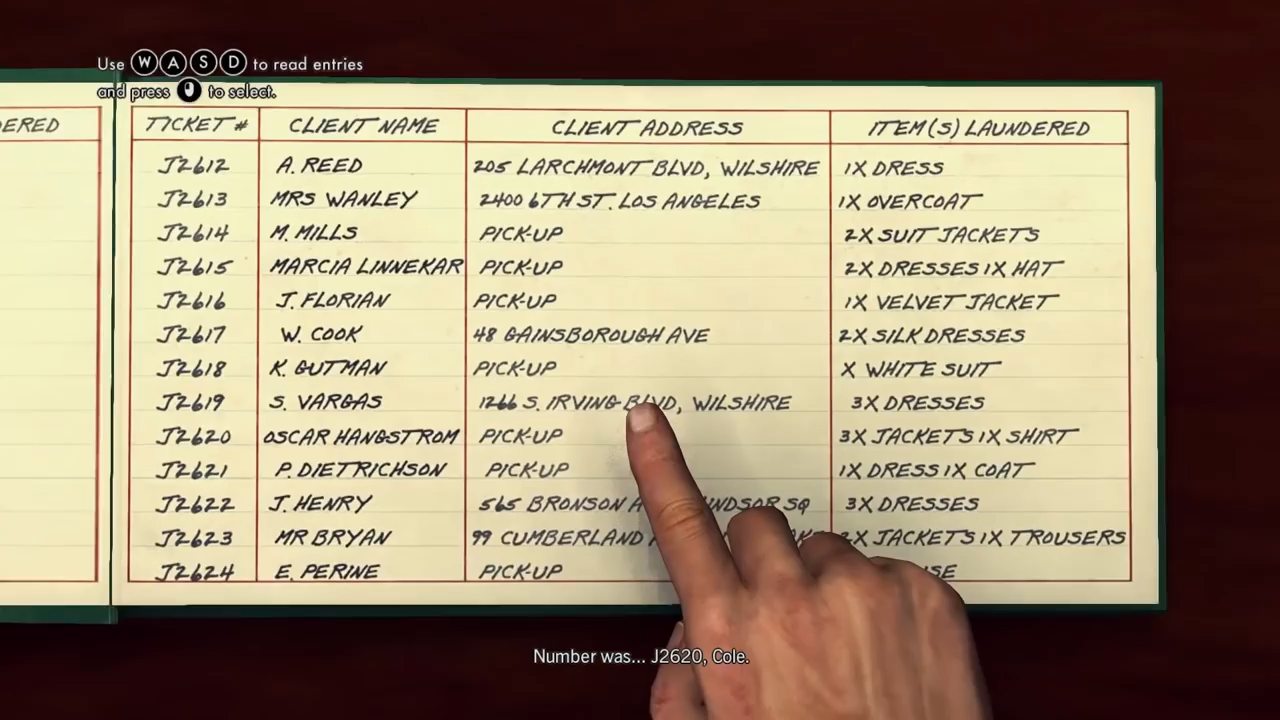 Use W A S D to read entries
and press to select.
ERED TICKET # CLIENT NAME CLIENT ADDRESS ITEM(S) LAUNDERED
J2612 A. REED 205 LARCHMONT BLVD, WILSHIRE 1X DRESS
J2613 MRS WANLEY 2400 6TH ST. LOS ANGELES 1X OVERCOAT
J2614 M. MILLS PICK-UP 2X SUIT JACKETS
J2615 MARCIA LINNEKAR PICK-UP 2X DRESSES 1X HAT
J2616 J. FLORIAN PICK-UP 1X VELVET JACKET
J2617 W. COOK 48 GAINSBOROUGH AVE 2X SILK DRESSES
J2618 K. GUTMAN PICK-UP X WHITE SUIT
J2619 S. VARGAS 1266 S. IRVING BLVD, WILSHIRE 3X DRESSES
J2620 OSCAR HANGSTROM PICK-UP 3X JACKETS 1X SHIRT
J2621 P. DIETRICHSON PICK-UP 1X DRESS 1X COAT
J2622 J. HENRY 565 BRONSON SQ 3X DRESSES
J2623 MR BRYAN 99 CUMBERLAND JACKETS 1X TROUSERS
J2624 E. PERINE PICK-UP
Number was... J2620, Cole.